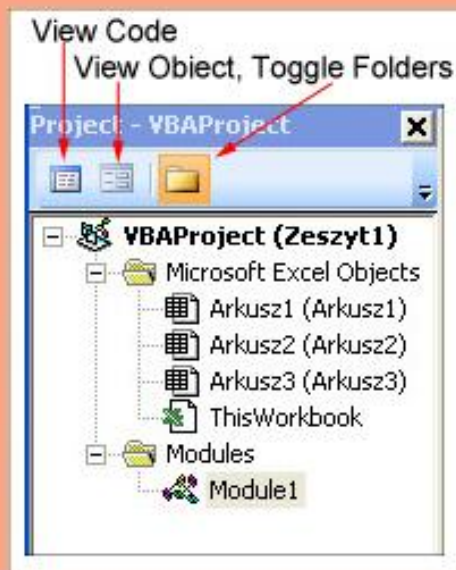 View Code
View Obiect, Toggle Folders
Project - VBAProject
VBAProject (Zeszyt1)
Microsoft Excel Objects
Arkusz1 (Arkusz1)
Arkusz2 (Arkusz2)
Arkusz3 (Arkusz3)
ThisWorkbook
Modules
Module1